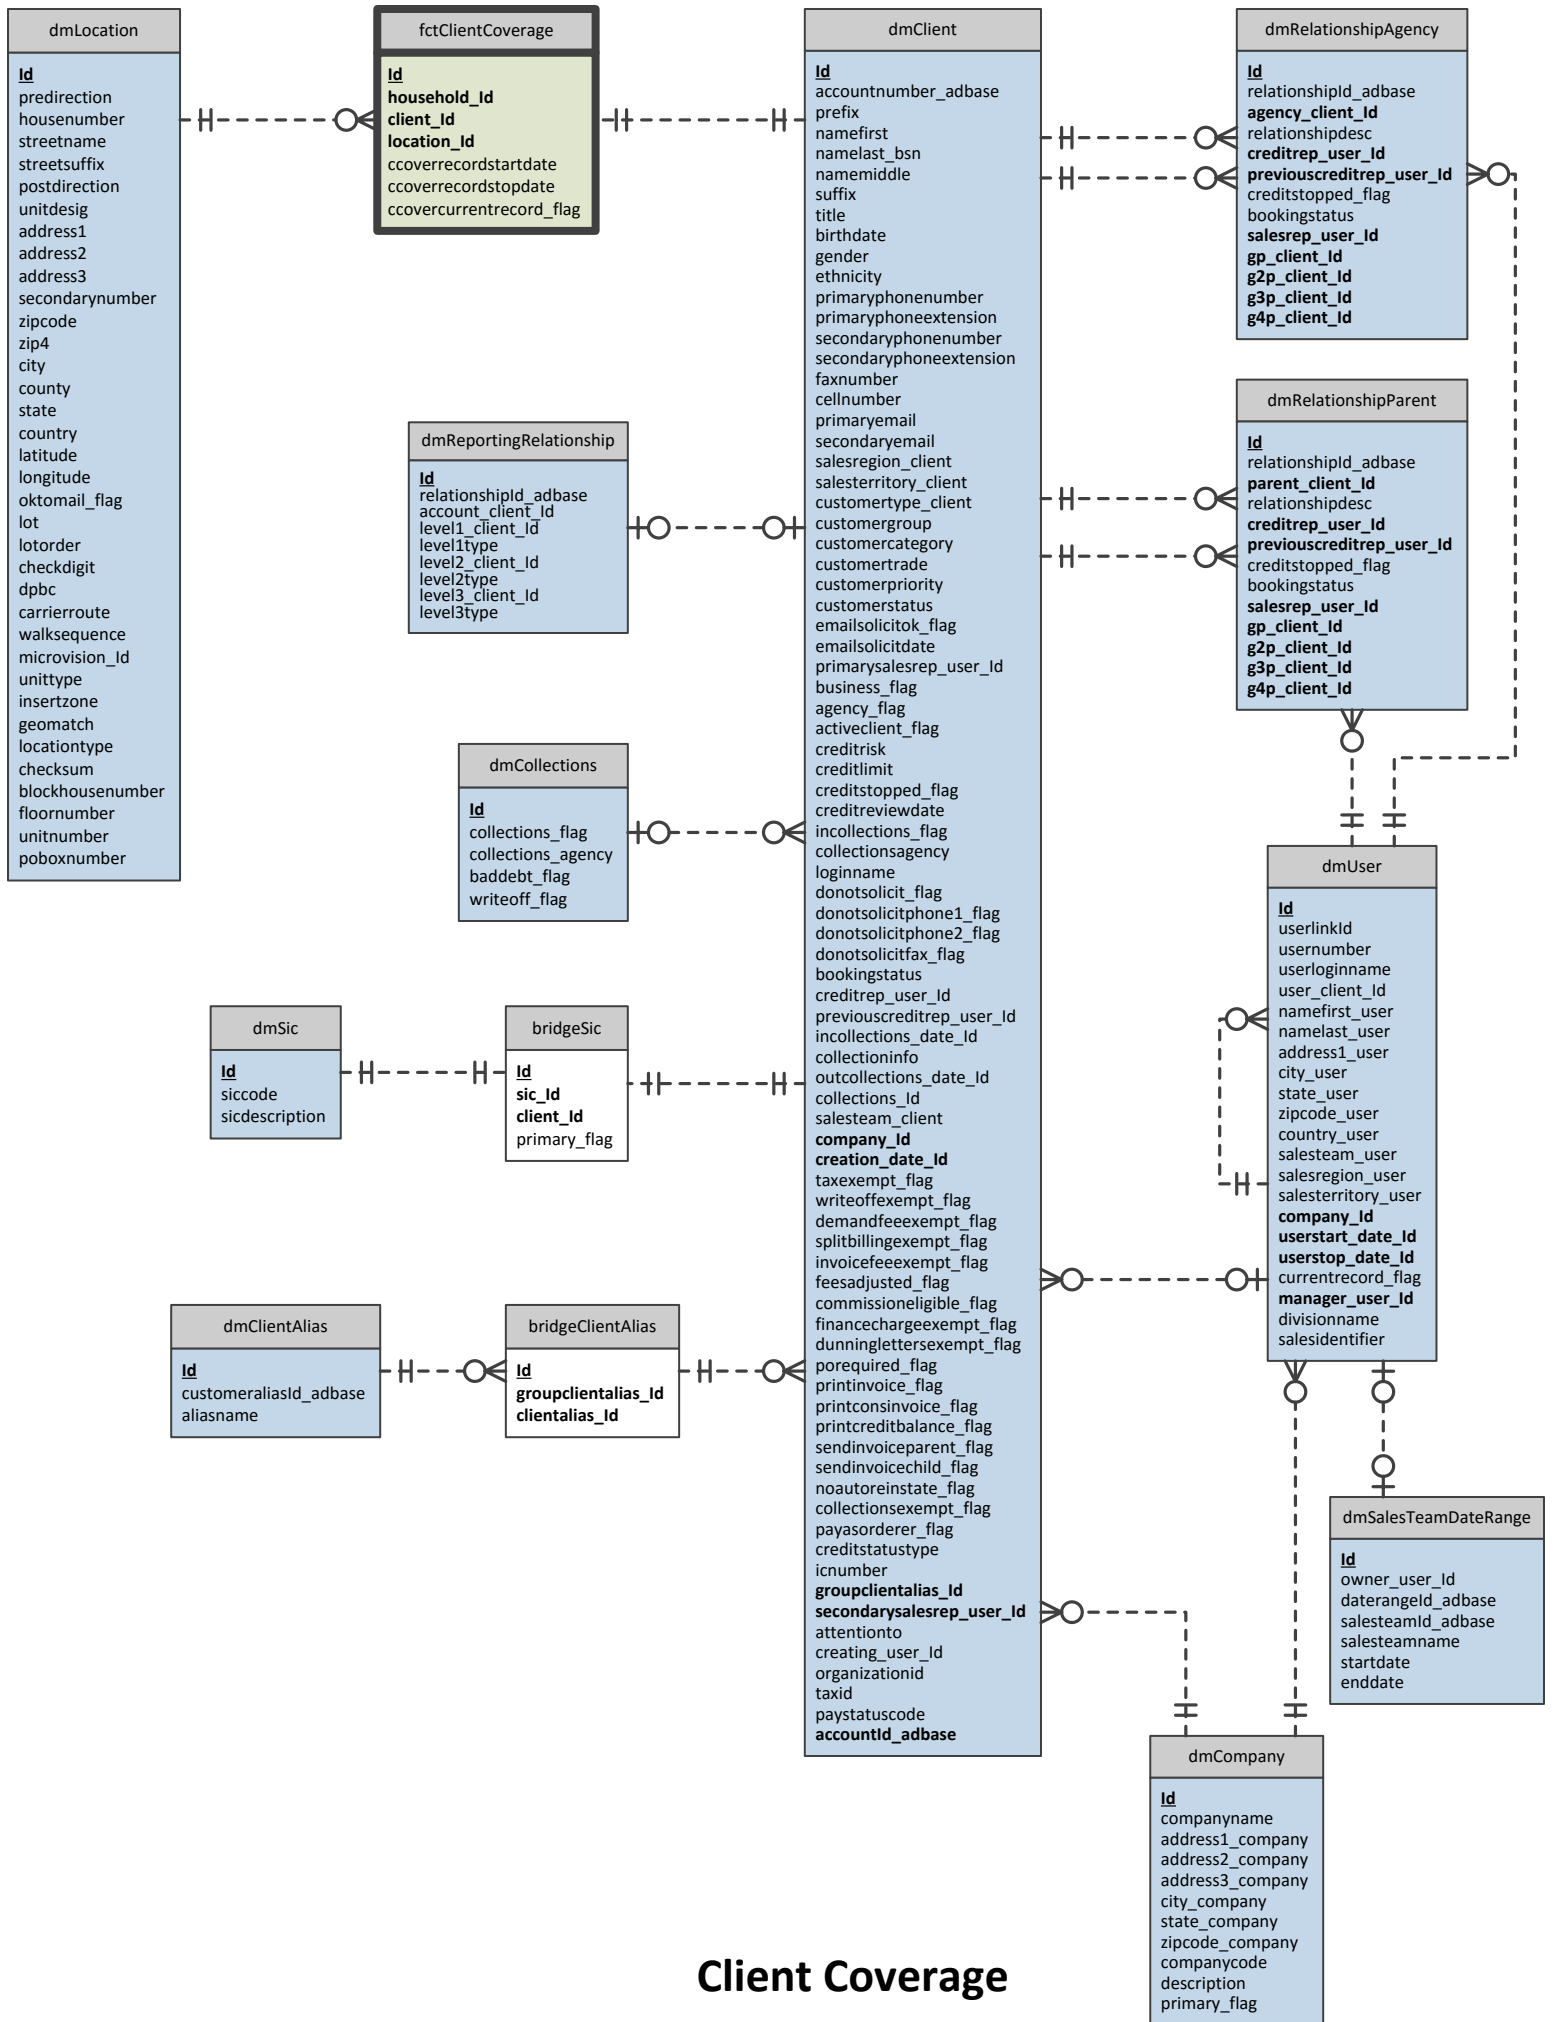 dmLocation
Id
predirection
housenumber
streetname
streetsuffix
postdirection
unitdesig
address1
address2
address3
secondarynumber
zipcode
zip4
city
county
state
country
latitude
longitude
oktomail_flag
lot
lotorder
checkdigit
dpbc
carrierroute
walksequence
microvision_Id
unittype
insertzone
geomatch
locationtype
checksum
blockhousenumber
floornumber
unitnumber
poboxnumber
fctClientCoverage
Id
household_Id
client_Id
location_Id
ccoverrecordstartdate
ccoverrecordstopdate
ccovercurrentrecord_flag
dmReportingRelationship
Id
relationshipId_adbase
account_client_Id
level1_client_Id
level1type
level2_client_Id
level2type
level3_client_Id
level3type
dmCollections
Id
collections_flag
collections_agency
baddebt_flag
writeoff_flag
dmSic
Id
siccode
sicdescription
bridgeSic
Id
sic_Id
client_Id
primary_flag
dmClientAlias
Id
customeraliasId_adbase
aliasname
bridgeClientAlias
Id
groupclientalias_Id
clientalias_Id
dmClient
Id
accountnumber_adbase
prefix
namefirst
namelast_bsn
namemiddle
suffix
title
birthdate
gender
ethnicity
primaryphonenumber
primaryphoneextension
secondaryphonenumber
secondaryphoneextension
faxnumber
cellnumber
primaryemail
secondaryemail
salesregion_client
salesterritory_client
customertype_client
customergroup
customercategory
customertrade
customerpriority
customerstatus
emailsolicitok_flag
emailsolicitdate
primarysalesrep_user_Id
business_flag
agency_flag
activeclient_flag
creditrisk
creditlimit
creditstopped_flag
creditreviewdate
incollections_flag
collectionsagency
loginname
donotsolicit_flag
donotsolicitphone1_flag
donotsolicitphone2_flag
donotsolicitfax_flag
bookingstatus
creditrep_user_Id
previouscreditrep_user_Id
incollections_date_Id
collectioninfo
outcollections_date_Id
collections_Id
salesteam_client
company_Id
creation_date_Id
taxexempt_flag
writeoffexempt_flag
demandfeeexempt_flag
splitbillingexempt_flag
invoicefeeexempt_flag
feesadjusted_flag
commissioneligible_flag
financechargeexempt_flag
dunninglettersexempt_flag
porequired_flag
printinvoice_flag
printconsinvoice_flag
printcreditbalance_flag
sendinvoiceparent_flag
sendinvoicechild_flag
noautoreinstate_flag
collectionsexempt_flag
payasorderer_flag
creditstatustype
icnumber
groupclientalias_Id
secondarysalesrep_user_Id
attentionto
creating_user_Id
organizationid
taxid
paystatuscode
accountId_adbase
dmRelationshipAgency
Id
relationshipId_adbase
agency_client_Id
relationshipdesc
creditrep_user_Id
previouscreditrep_user_Id
creditstopped_flag
bookingstatus
salesrep_user_Id
gp_client_Id
g2p_client_Id
g3p_client_Id
g4p_client_Id
dmRelationshipParent
Id
relationshipId_adbase
parent_client_Id
relationshipdesc
creditrep_user_Id
previouscreditrep_user_Id
creditstopped_flag
bookingstatus
salesrep_user_Id
gp_client_Id
g2p_client_Id
g3p_client_Id
g4p_client_Id
dmUser
Id
userlinkId
usernumber
userloginname
user_client_Id
namefirst_user
namelast_user
address1_user
city_user
state_user
zipcode_user
country_user
salesteam_user
salesregion_user
salesterritory_user
company_Id
userstart_date_Id
userstop_date_Id
currentrecord_flag
manager_user_Id
divisionname
salesidentifier
dmSalesTeamDateRange
Id
owner_user_Id
daterangeId_adbase
salesteamId_adbase
salesteamname
startdate
enddate
dmCompany
Id
companyname
address1_company
address2_company
address3_company
city_company
state_company
zipcode_company
companycode
description
primary_flag
Client Coverage